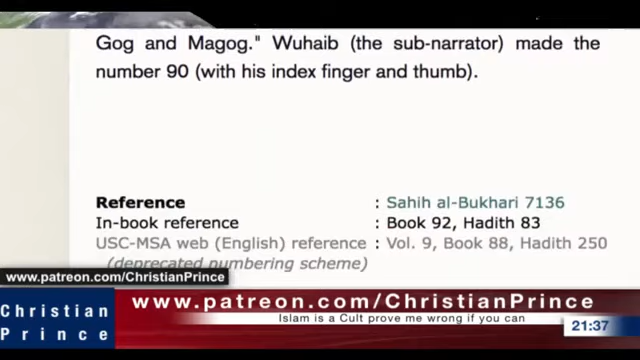 Gog and Magog." Wuhaib (the sub-narrator) made the
number 90 (with his index finger and thumb).
Reference : Sahih al-Bukhari 7136
In-book reference : Book 92, Hadith 83
USC-MSA web (English) reference : Vol. 9, Book 88, Hadith 250
(deprecated numbering scheme)
www.patreon.com/ChristianPrince
Christian
Prince
www.patreon.com/ChristianPrince
Islam is a Cult prove me wrong if you can
21:37